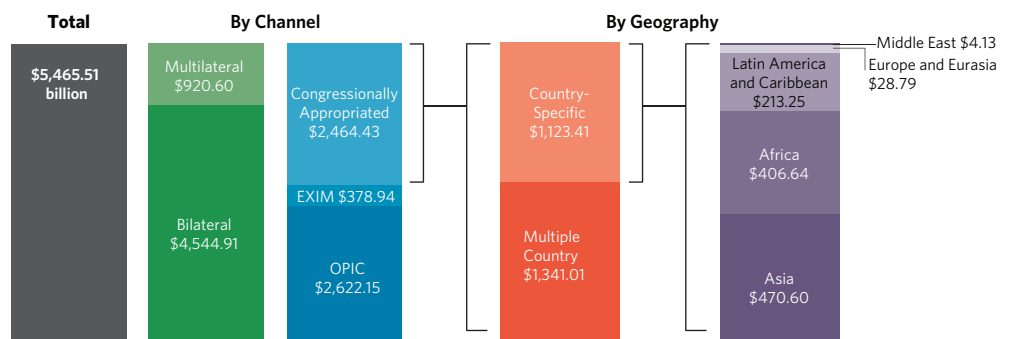 Total
By Channel
By Geography
$5,465.51
billion
Multilateral
$920.60
Bilateral
$4,544.91
Congressionally
Appropriated
$2,464.43
EXIM $378.94
OPIC
$2,622.15
Country-
Specific
$1,123.41
Multiple
Country
$1,341.01
Middle East $4.13
Europe and Eurasia
$28.79
Latin America
and Caribbean
$213.25
Africa
$406.64
Asia
$470.60